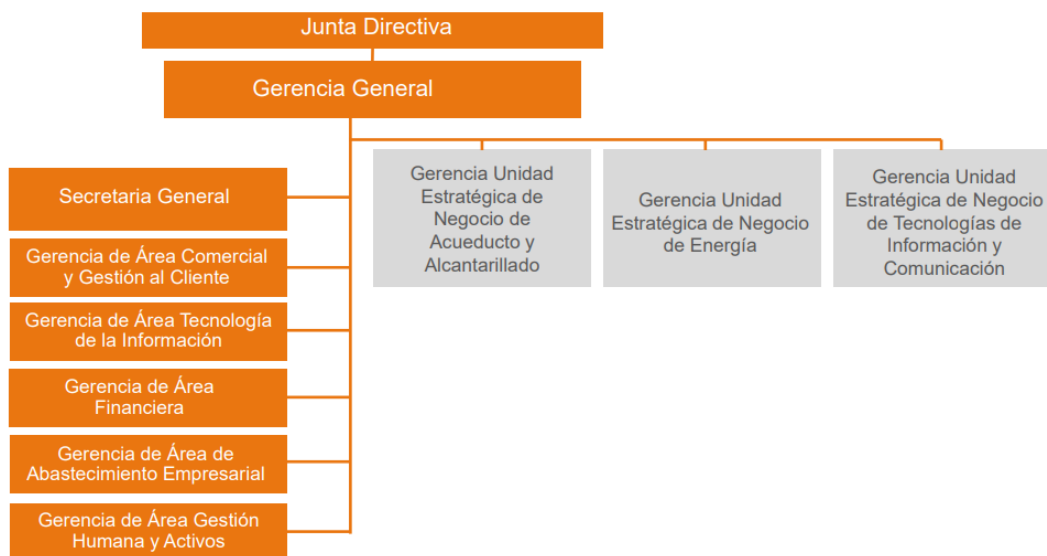 Junta Directiva
Gerencia General
Secretaria General
Gerencia de Área Comercial
y Gestión al Cliente
Gerencia de Área Tecnología
de la Información
Gerencia de Área
Financiera
Gerencia de Área de
Abastecimiento Empresarial
Gerencia de Área Gestión
Humana y Activos
Gerencia Unidad
Estratégica de
Negocio de
Acueducto y
Alcantarillado
Gerencia Unidad
Estratégica de Negocio
de Energía
Gerencia Unidad
Estratégica de Negocio
de Tecnologías de
Información y
Comunicación